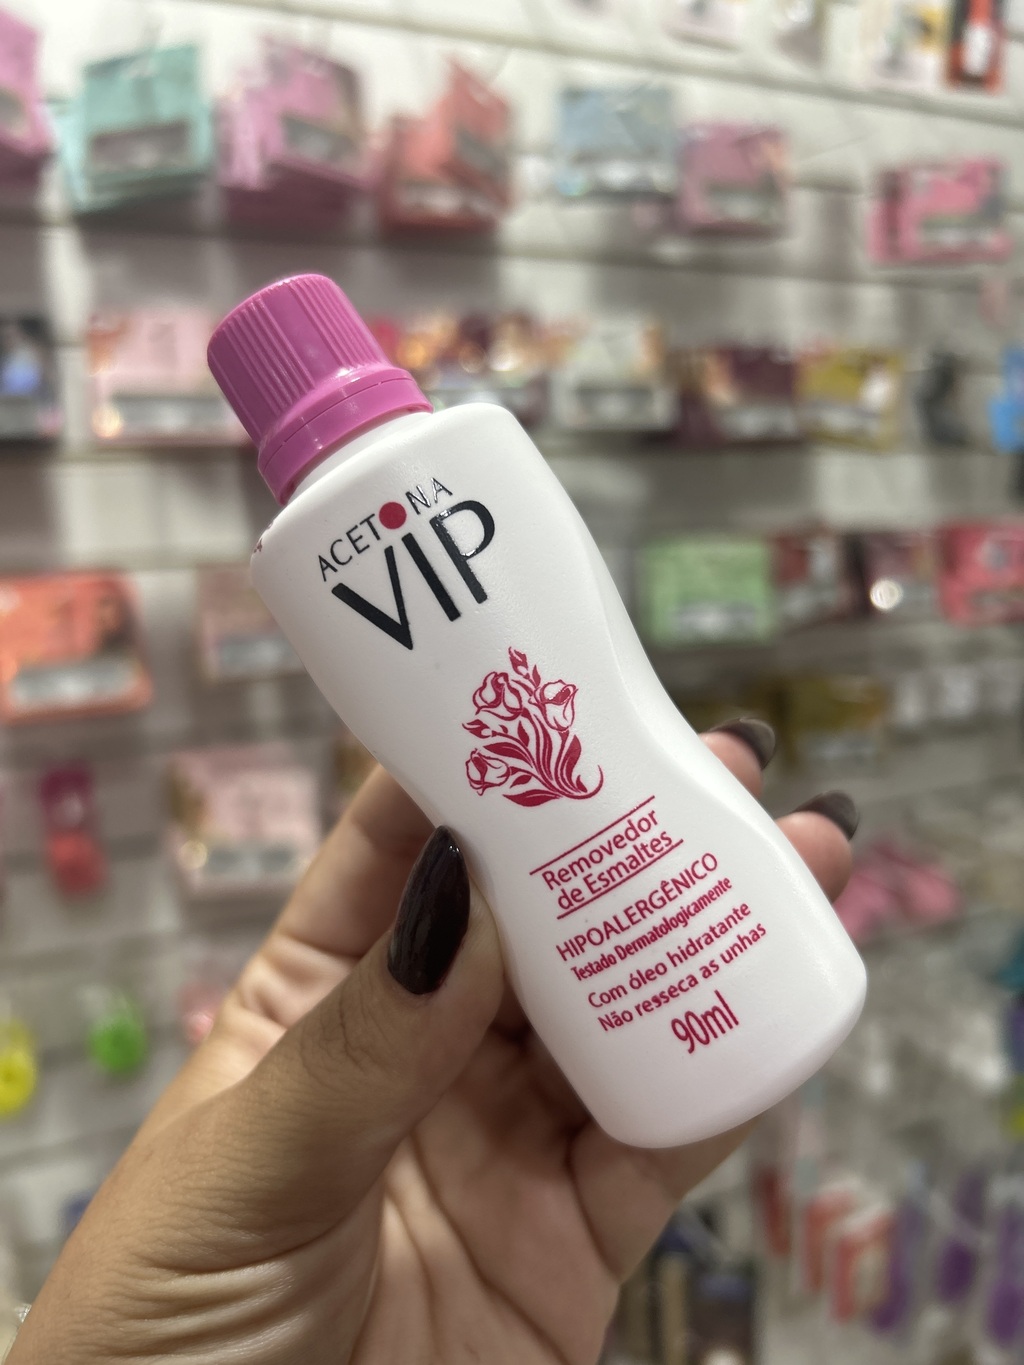 ACETONA
VIP
Removedor
de Esmaltes
HIPOALERGÊNICO
Testado Dermatologicamente
Com óleo hidratante
Não resseca as unhas
90ml